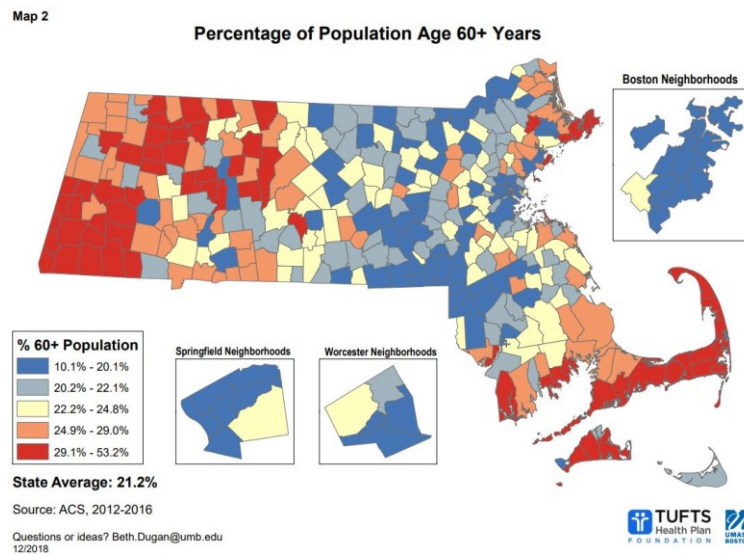 Map 2
Percentage of Population Age 60+ Years
Boston Neighborhoods
% 60+ Population
10.1% - 20.1%
20.2% - 22.1%
22.2% - 24.8%
24.9% - 29.0%
29.1% - 53.2%
Springfield Neighborhoods
Worcester Neighborhoods
State Average: 21.2%
Source: ACS, 2012-2016
Questions or ideas? Beth.Dugan@umb.edu
12/2018
TUFTS
Health Plan
FOUNDATION
UMASS
BOSTON